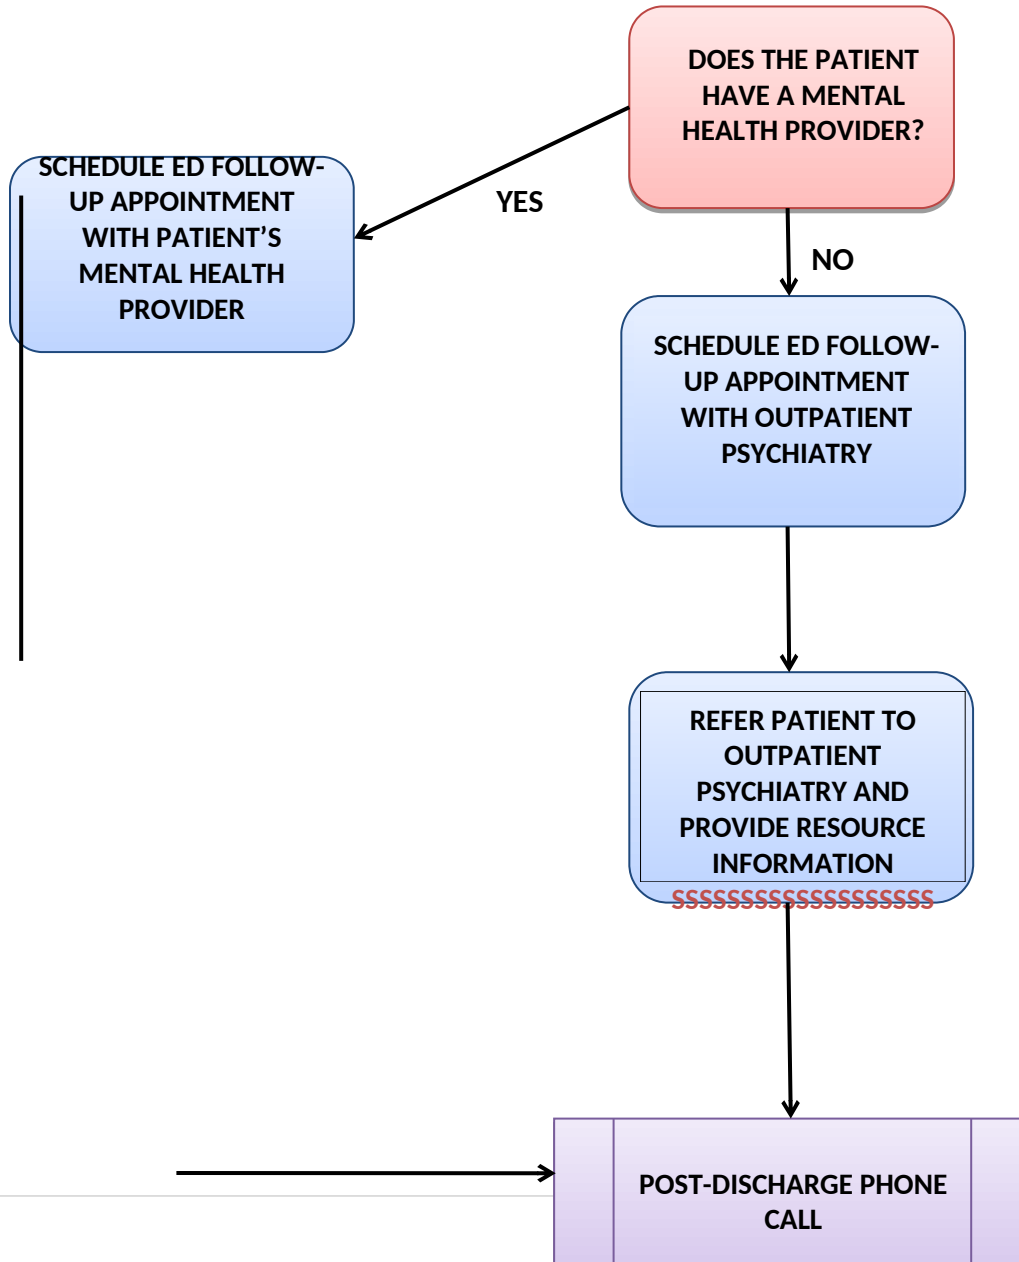 DOES THE PATIENT
HAVE A MENTAL
HEALTH PROVIDER?
YES
SCHEDULE ED FOLLOW-
UP APPOINTMENT
WITH PATIENT’S
MENTAL HEALTH
PROVIDER
NO
SCHEDULE ED FOLLOW-
UP APPOINTMENT
WITH OUTPATIENT
PSYCHIATRY
REFER PATIENT TO
OUTPATIENT
PSYCHIATRY AND
PROVIDE RESOURCE
INFORMATION
SSSSSSSSSSSSSSSSSSS
POST-DISCHARGE PHONE
CALL